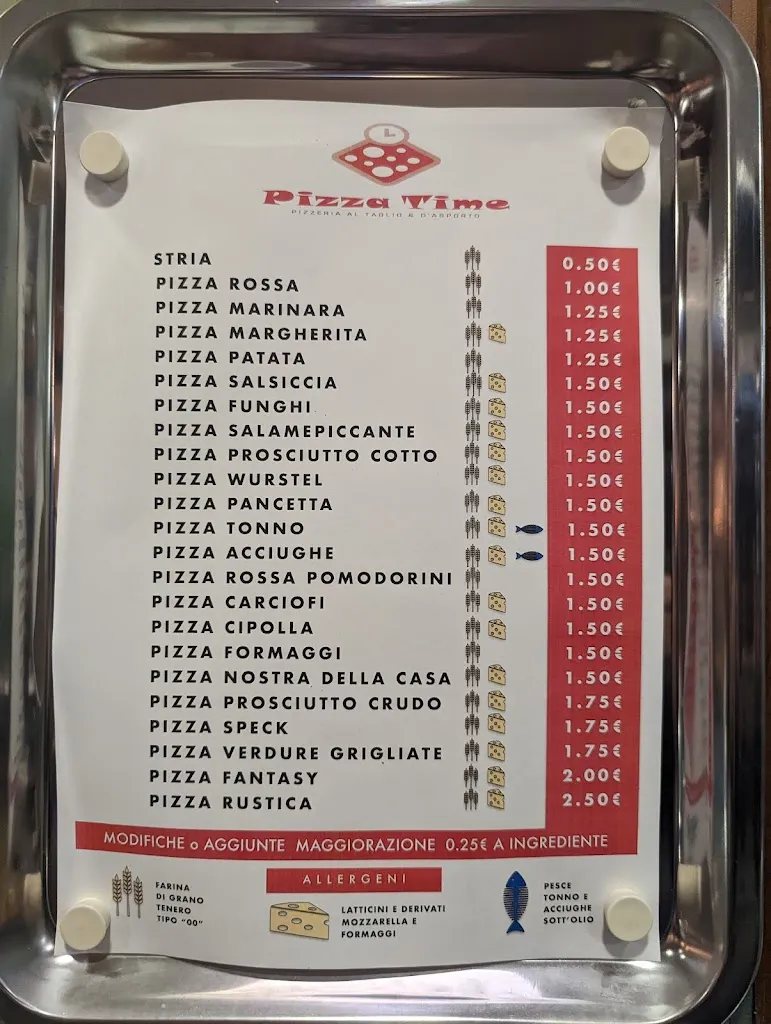 Pizza Time
PIZZERIA AL TAGLIO & D'ASPORTO
STRIA 0.50€
PIZZA ROSSA 1.00€
PIZZA MARINARA 1.25€
PIZZA MARGHERITA 1.25€
PIZZA PATATA 1.25€
PIZZA SALSICCIA 1.50€
PIZZA FUNGHI 1.50€
PIZZA SALAMEPICCANTE 1.50€
PIZZA PROSCIUTTO COTTO 1.50€
PIZZA WURSTEL 1.50€
PIZZA PANCETTA 1.50€
PIZZA TONNO 1.50€
PIZZA ACCIUGHE 1.50€
PIZZA ROSSA POMODORINI 1.50€
PIZZA CARCIOFI 1.50€
PIZZA CIPOLLA 1.50€
PIZZA FORMAGGI 1.50€
PIZZA NOSTRA DELLA CASA 1.50€
PIZZA PROSCIUTTO CRUDO 1.75€
PIZZA SPECK 1.75€
PIZZA VERDURE GRIGLIATE 1.75€
PIZZA FANTASY 2.00€
PIZZA RUSTICA 2.50€
MODIFICHE o AGGIUNTE MAGGIORAZIONE 0.25€ A INGREDIENTE
ALLERGENI
FARINA
DI GRANO
TENERO
TIPO "00"
LATTICINI E DERIVATI
MOZZARELLA E
FORMAGGI
PESCE
TONNO E
ACCIUGHE
SOTT'OLIO